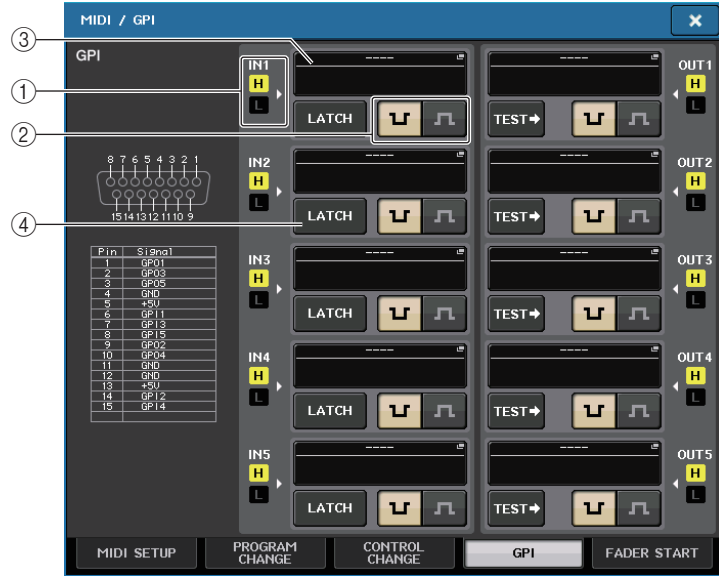 MIDI / GPI
×
GPI
③
①
②
④
8 7 6 5 4 3 2 1
15 14 13 12 11 10 9
Pin Signal
1 GPO1
2 GPO3
3 GPO5
4 GND
5 +5V
6 GPI1
7 GPI3
8 GPI5
9 GPO2
10 GPO4
11 GND
12 GND
13 +5V
14 GPI2
15 GPI4
IN1
H
L
----
LATCH
IN2
H
L
----
LATCH
IN3
H
L
----
LATCH
IN4
H
L
----
LATCH
IN5
H
L
----
LATCH
----
TEST➔
OUT1
H
L
----
TEST➔
OUT2
H
L
----
TEST➔
OUT3
H
L
----
TEST➔
OUT4
H
L
----
TEST➔
OUT5
H
L
MIDI SETUP
PROGRAM
CHANGE
CONTROL
CHANGE
GPI
FADER START